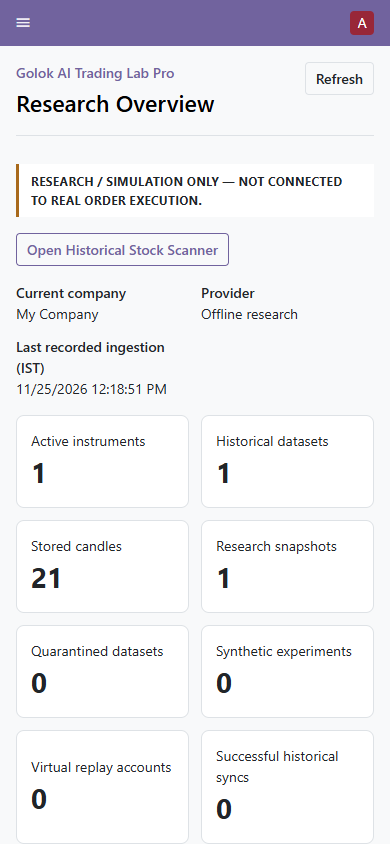 A
Golok AI Trading Lab Pro
Refresh
Research Overview
RESEARCH / SIMULATION ONLY — NOT CONNECTED
TO REAL ORDER EXECUTION.
Open Historical Stock Scanner
Current company
My Company
Provider
Offline research
Last recorded ingestion
(IST)
11/25/2026 12:18:51 PM
Active instruments
1
Historical datasets
1
Stored candles
21
Research snapshots
1
Quarantined datasets
0
Synthetic experiments
0
Virtual replay accounts
0
Successful historical
syncs
0